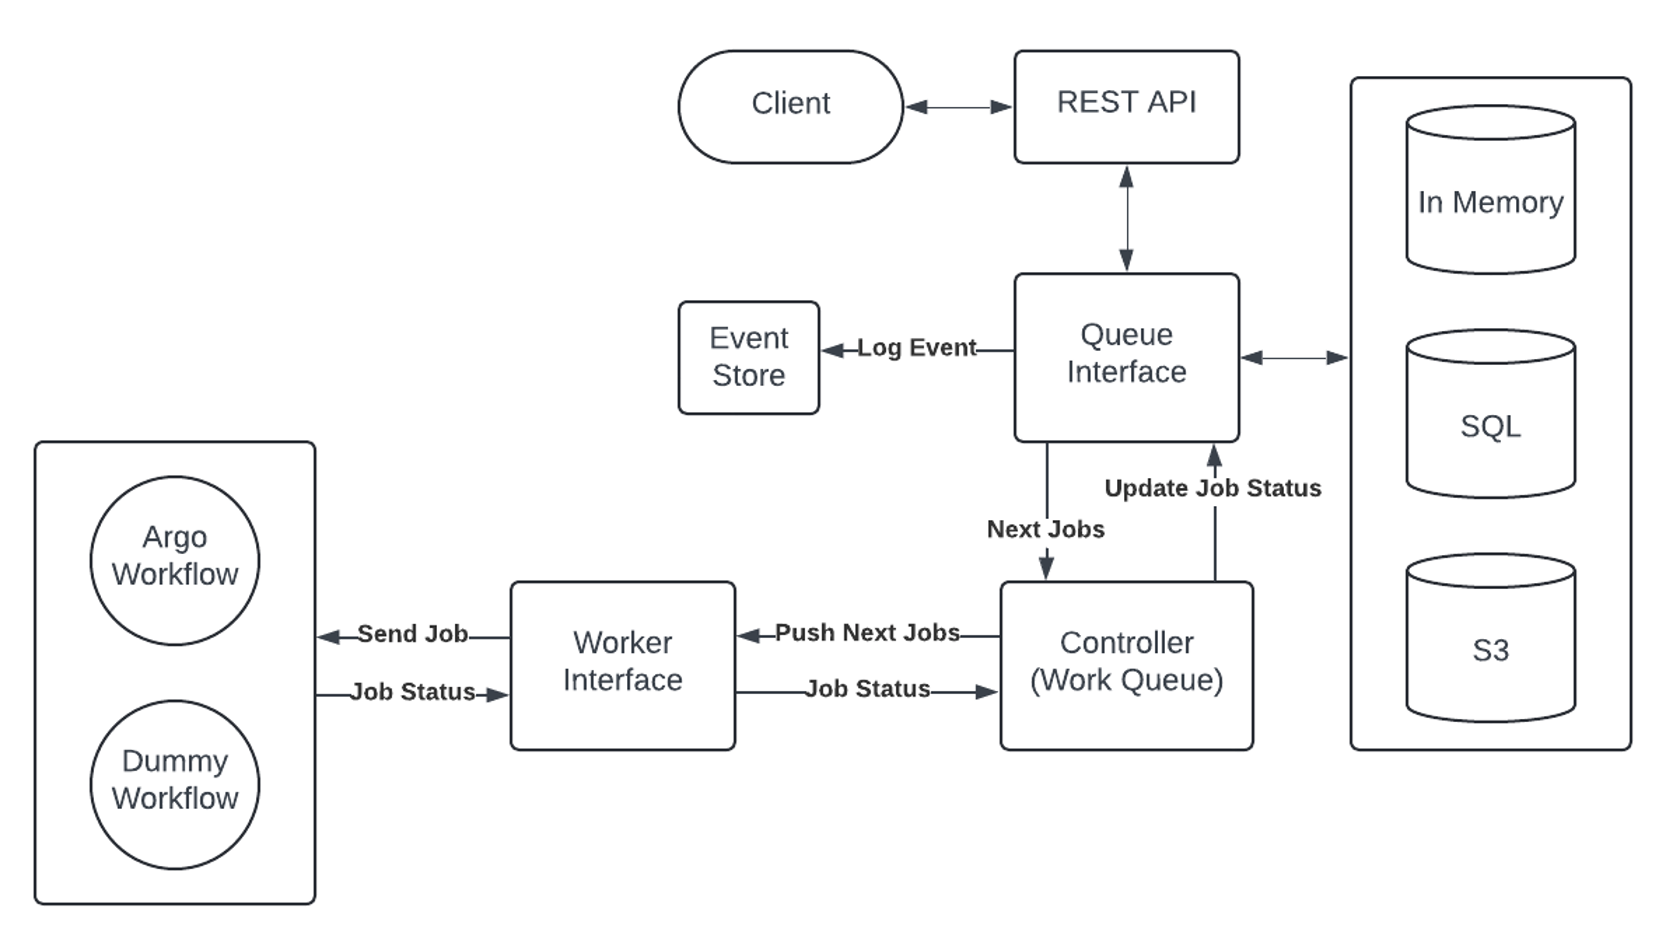 Client
REST API
In Memory
Queue
Interface
Event
Store
Log Event
SQL
Update Job Status
Next Jobs
Argo
Workflow
Send Job
Worker
Interface
Push Next Jobs
Controller
(Work Queue)
S3
Job Status
Job Status
Dummy
Workflow